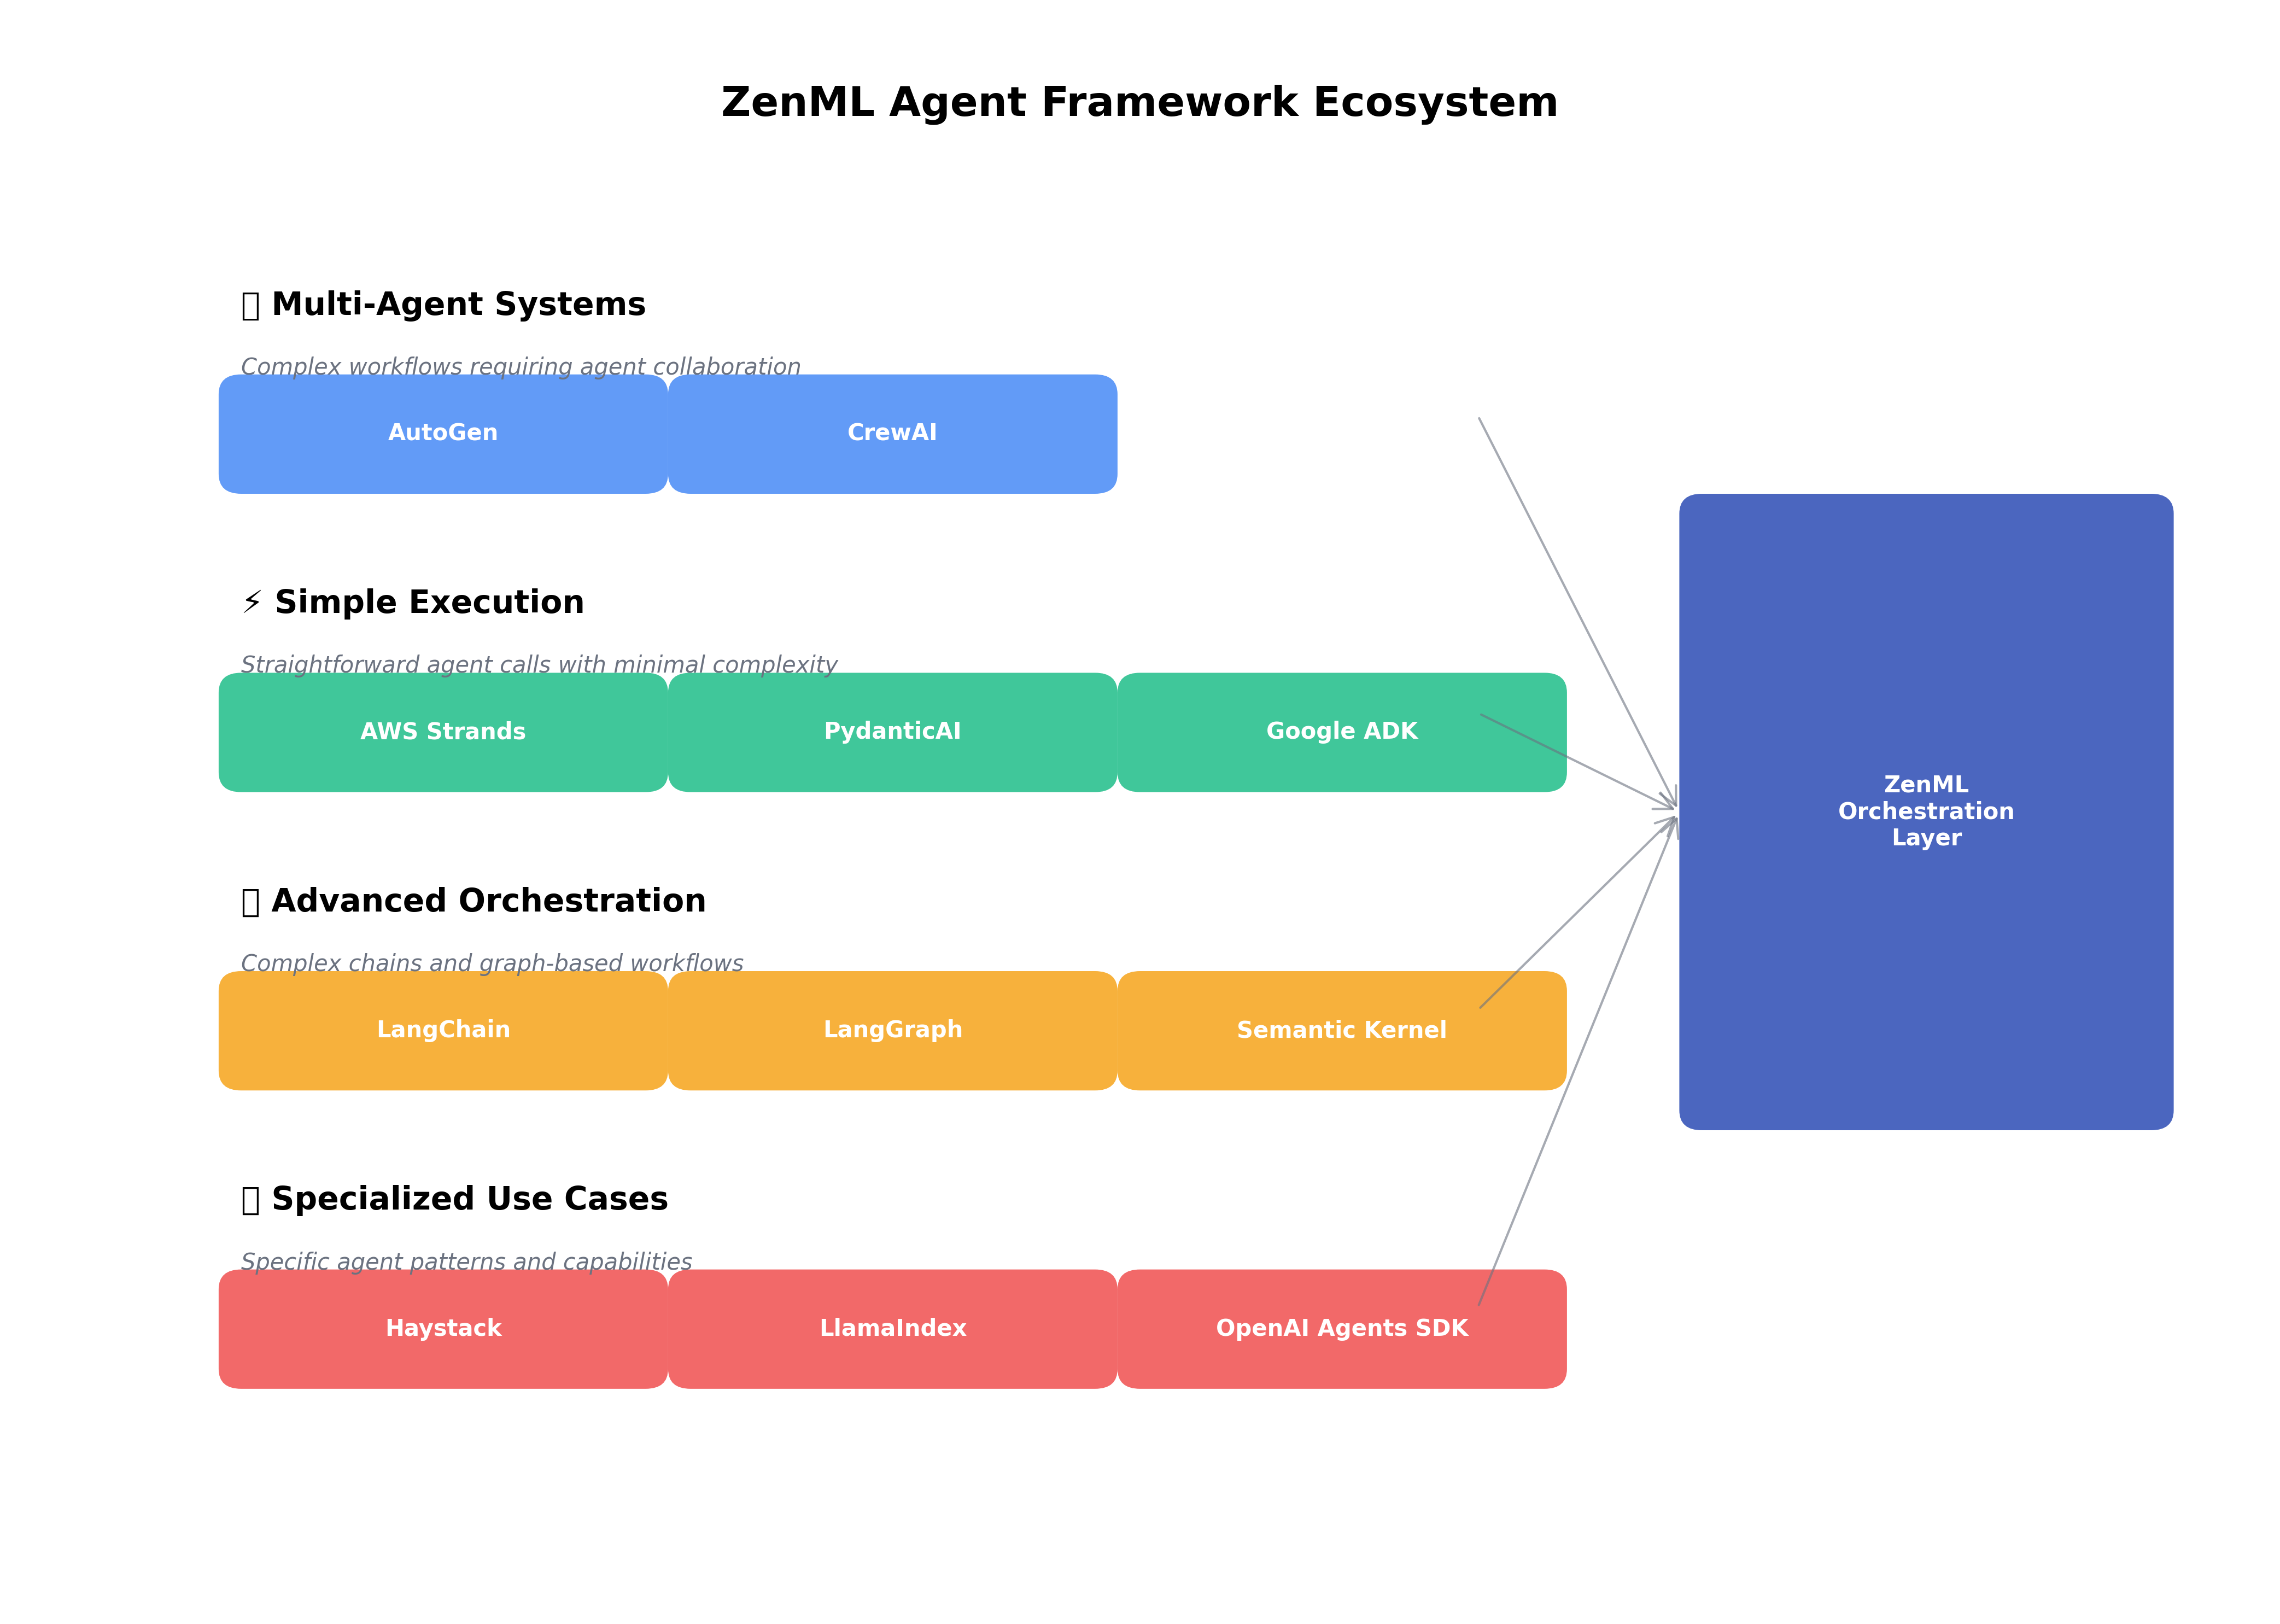 ZenML Agent Framework Ecosystem
Multi-Agent Systems
Complex workflows requiring agent collaboration
AutoGen
CrewAI
⚡ Simple Execution
Straightforward agent calls with minimal complexity
AWS Strands
PydanticAI
Google ADK
Advanced Orchestration
Complex chains and graph-based workflows
LangChain
LangGraph
Semantic Kernel
Specialized Use Cases
Specific agent patterns and capabilities
Haystack
LlamaIndex
OpenAI Agents SDK
ZenML
Orchestration
Layer